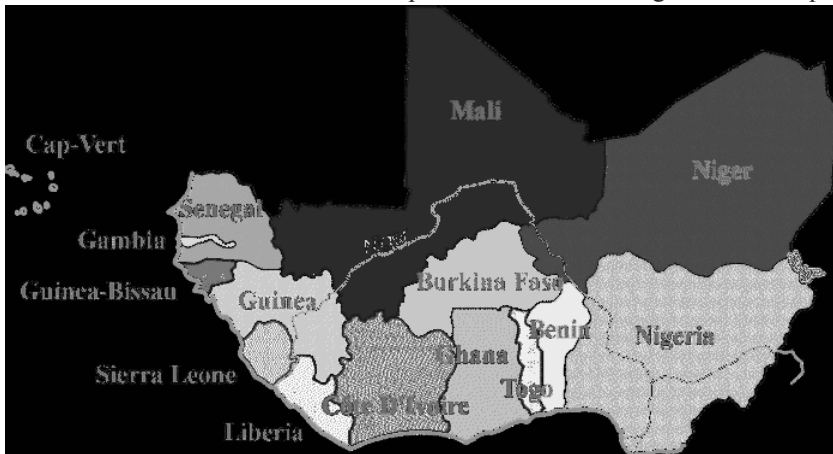 Mali
Cap-Vert
Niger
Senegal
Gambia
Guinea-Bissau
Guinea
Burkina Faso
Benin
Nigeria
Ghana
Sierra Leone
Togo
Côte D'Ivoire
Liberia